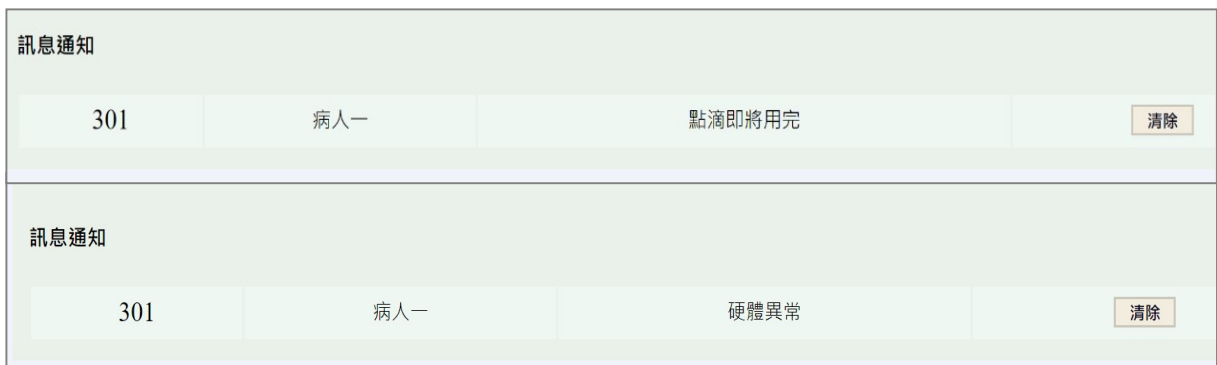 訊息通知
301 病人一 點滴即將用完 清除
訊息通知
301 病人一 硬體異常 清除